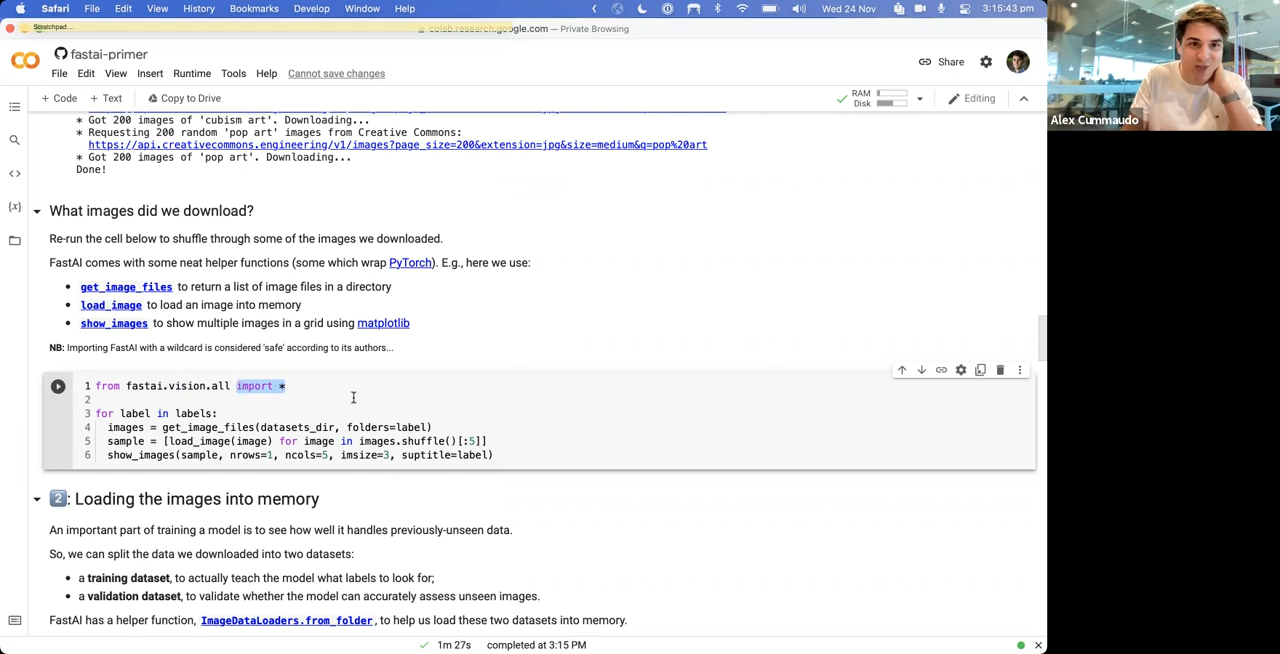 Safari File Edit View History Bookmarks Develop Window Help Wed 24 Nov 3:15:43 pm
Scratchpad... colab.research.google.com — Private Browsing
fastai-primer
File Edit View Insert Runtime Tools Help Cannot save changes
Share
+ Code + Text Copy to Drive RAM Disk Editing
Alex Cummaudo
* Got 200 images of 'cubism art'. Downloading...
* Requesting 200 random 'pop art' images from Creative Commons:
https://api.creativecommons.engineering/v1/images?page_size=200&extension=jpg&size=medium&q=pop%20art
* Got 200 images of 'pop art'. Downloading...
Done!
What images did we download?
Re-run the cell below to shuffle through some of the images we downloaded.
FastAI comes with some neat helper functions (some which wrap PyTorch). E.g., here we use:
• get_image_files to return a list of image files in a directory
• load_image to load an image into memory
• show_images to show multiple images in a grid using matplotlib
NB: Importing FastAI with a wildcard is considered 'safe' according to its authors...
1 from fastai.vision.all import *
2
3 for label in labels:
4 images = get_image_files(datasets_dir, folders=label)
5 sample = [load_image(image) for image in images.shuffle()[:5]]
6 show_images(sample, nrows=1, ncols=5, imsize=3, suptitle=label)
2: Loading the images into memory
An important part of training a model is to see how well it handles previously-unseen data.
So, we can split the data we downloaded into two datasets:
• a training dataset, to actually teach the model what labels to look for;
• a validation dataset, to validate whether the model can accurately assess unseen images.
FastAI has a helper function, ImageDataLoaders.from_folder, to help us load these two datasets into memory.
1m 27s completed at 3:15 PM